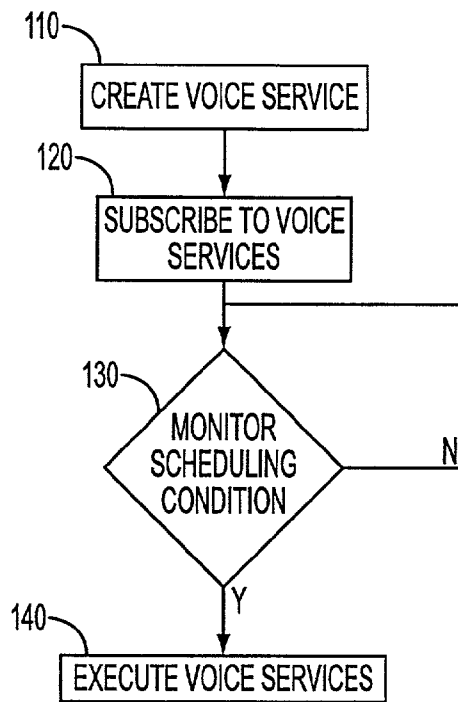 110
CREATE VOICE SERVICE
120
SUBSCRIBE TO VOICE
SERVICES
130
MONITOR
SCHEDULING
CONDITION
N
Y
140
EXECUTE VOICE SERVICES